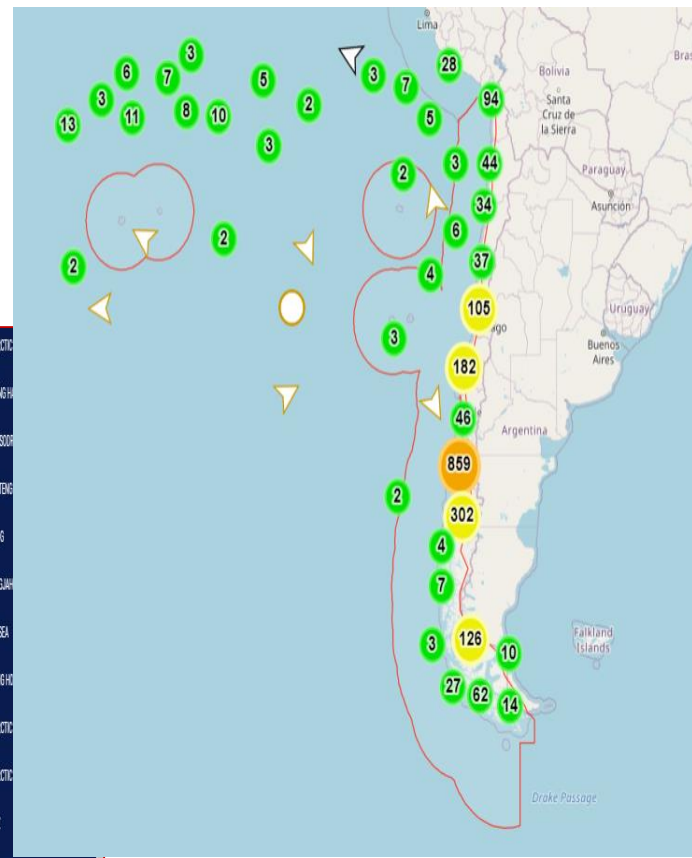 Lima
3
28
6
3
7
5
7
Bolivia
3
2
94
Santa
Cruz de
la Sierra
13
11
8
10
5
3
3
44
Paraguay
2
34
Asunción
2
6
2
4
37
105
Uruguay
Buenos
Aires
3
182
46
Argentina
859
2
302
4
7
126
Falkland
Islands
3
10
27
62
14
Drake Passage